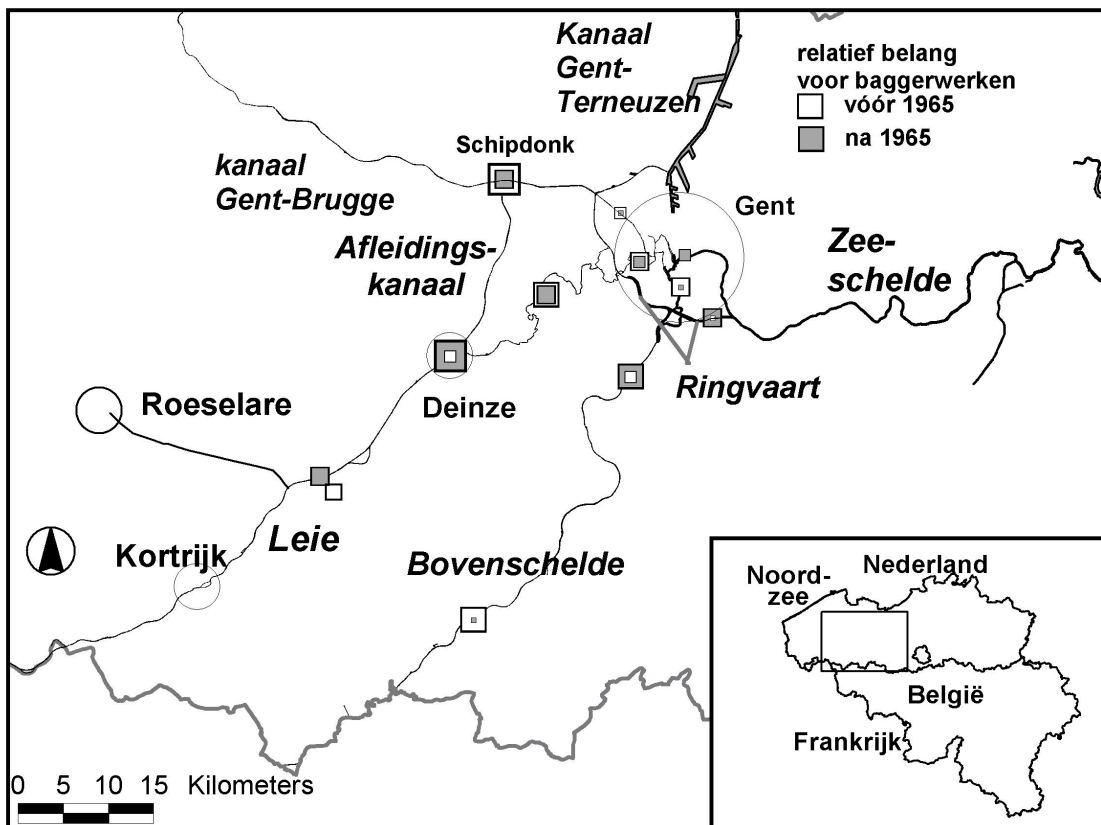 Kanaal
Gent-
Terneuzen
relatief belang
voor baggerwerken
vóór 1965
na 1965
Schipdonk
kanaal
Gent-Brugge
Gent
Afleidings-
kanaal
Zee-
schelde
Ringvaart
Roeselare
Deinze
Leie
Kortrijk
Bovenschelde
Noord-
zee
Nederland
België
Frankrijk
0 5 10 15 Kilometers